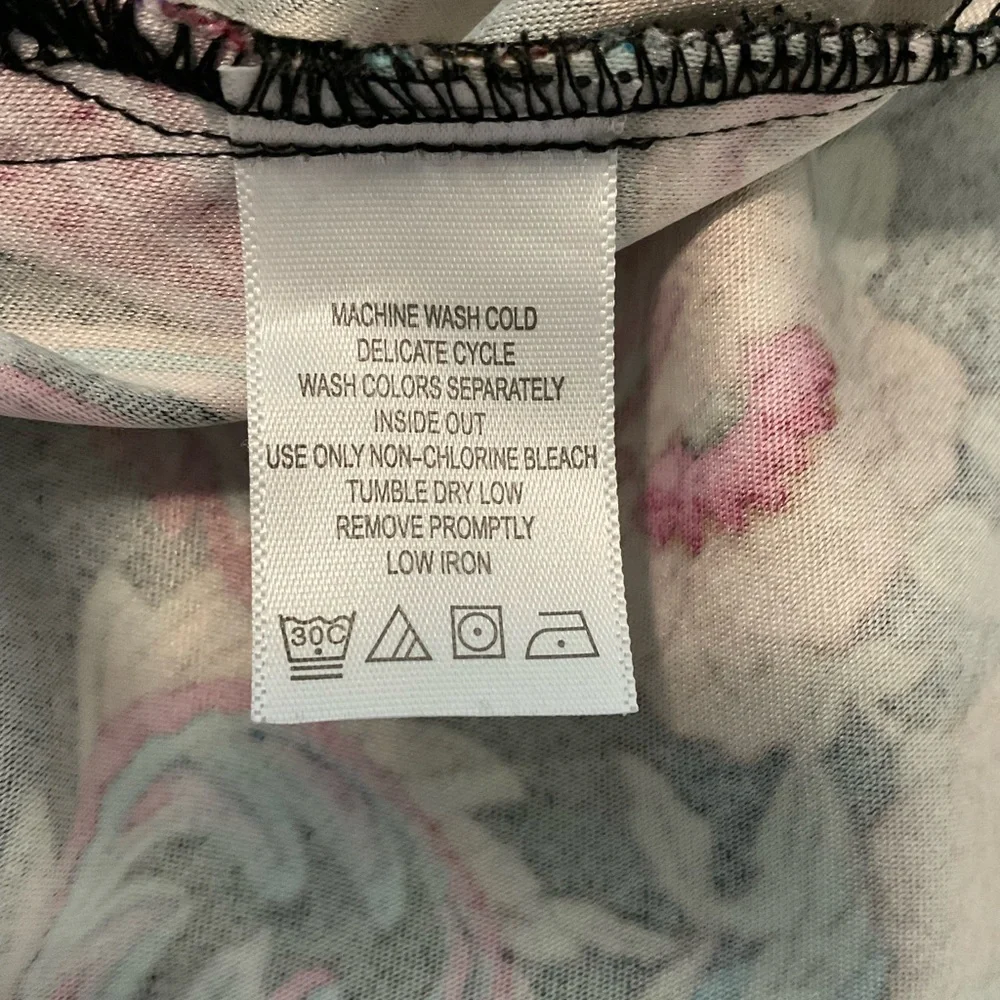 MACHINE WASH COLD
DELICATE CYCLE
WASH COLORS SEPARATELY
INSIDE OUT
USE ONLY NON-CHLORINE BLEACH
TUMBLE DRY LOW
REMOVE PROMPTLY
LOW IRON
30C